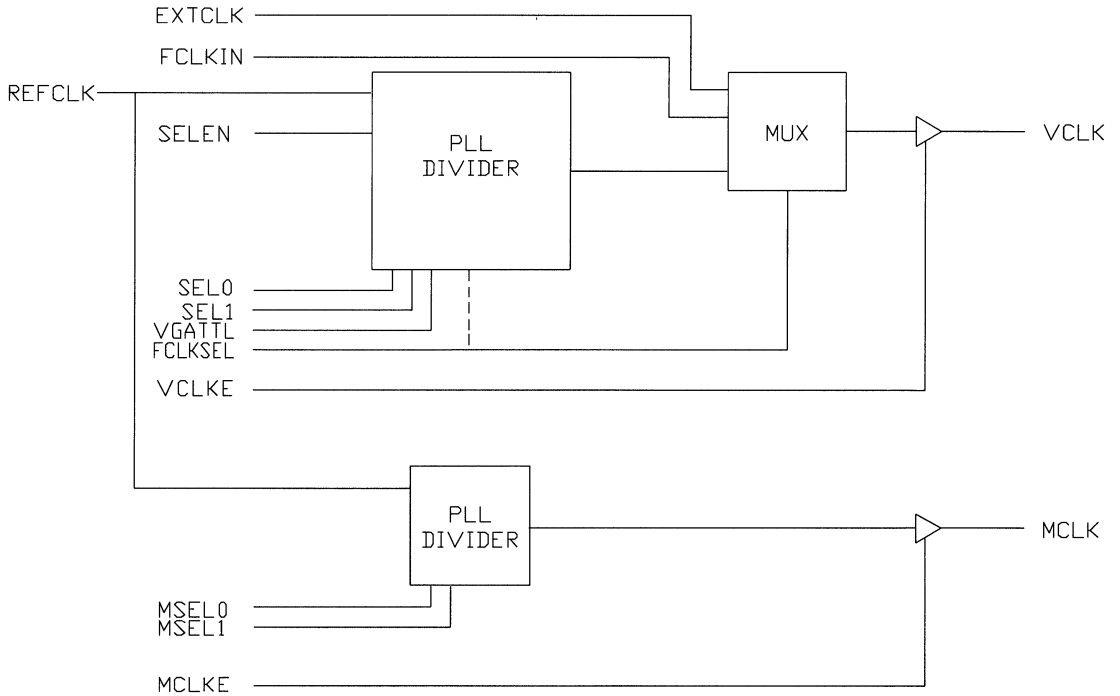 EXTCLK
FCLKIN
REFCLK
SELEN
PLL
DIVIDER
MUX
VCLK
SEL0
SEL1
VGATTL
FCLKSEL
VCLKE
PLL
DIVIDER
MCLK
MSEL0
MSEL1
MCLKE